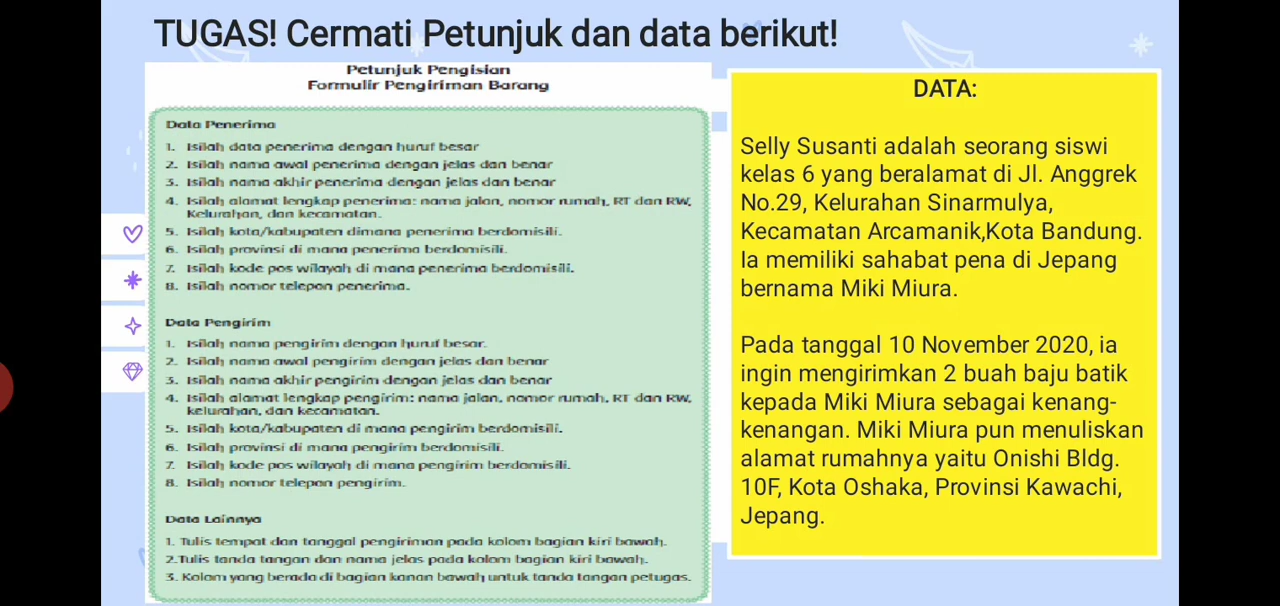 TUGAS! Cermati Petunjuk dan data berikut!
Petunjuk Pengisian
Formulir Pengiriman Barang
Data Penerima
1. Isilah data penerima dengan huruf besar
2. Isilah nama awal penerima dengan jelas dan benar
3. Isilah nama akhir penerima dengan jelas dan benar
4. Isilah alamat lengkap penerima: nama jalan, nomor rumah, RT dan RW,
Kelurahan, dan kecamatan.
5. Isilah kota/kabupaten dimana penerima berdomisili.
6. Isilah provinsi di mana penerima berdomisili.
7. Isilah kode pos wilayah di mana penerima berdomisili.
8. Isilah nomor telepon penerima.
Data Pengirim
1. Isilah nama pengirim dengan huruf besar.
2. Isilah nama awal pengirim dengan jelas dan benar
3. Isilah nama akhir pengirim dengan jelas dan benar
4. Isilah alamat lengkap pengirim: nama jalan, nomor rumah, RT dan RW,
kelurahan, dan kecamatan.
5. Isilah kota/kabupaten di mana pengirim berdomisili.
6. Isilah provinsi di mana pengirim berdomisili.
7. Isilah kode pos wilayah di mana pengirim berdomisili.
8. Isilah nomor telepon pengirim.
Data Lainnya
1. Tulis tempat dan tanggal pengiriman pada kolom bagian kiri bawah.
2.Tulis tanda tangan dan nama jelas pada kolom bagian kiri bawah.
3. Kolom yang berada di bagian kanan bawah untuk tanda tangan petugas.
DATA:
Selly Susanti adalah seorang siswi
kelas 6 yang beralamat di Jl. Anggrek
No.29, Kelurahan Sinarmulya,
Kecamatan Arcamanik,Kota Bandung.
Ia memiliki sahabat pena di Jepang
bernama Miki Miura.
Pada tanggal 10 November 2020, ia
ingin mengirimkan 2 buah baju batik
kepada Miki Miura sebagai kenang-
kenangan. Miki Miura pun menuliskan
alamat rumahnya yaitu Onishi Bldg.
10F, Kota Oshaka, Provinsi Kawachi,
Jepang.